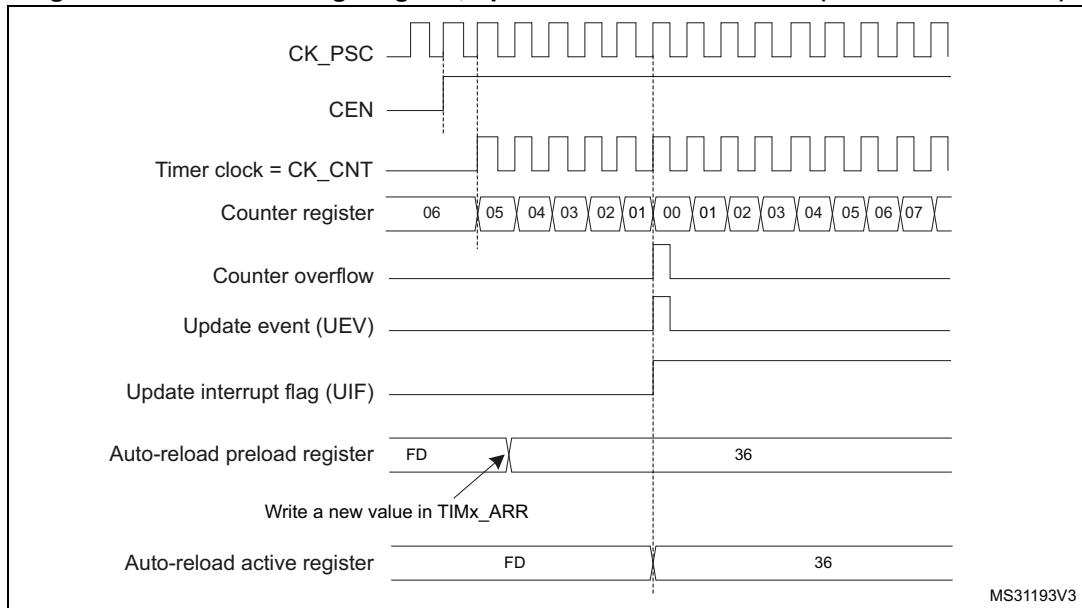 CK_PSC
CEN
Timer clock = CK_CNT
Counter register 06 05 04 03 02 01 00 01 02 03 04 05 06 07
Counter overflow
Update event (UEV)
Update interrupt flag (UIF)
Auto-reload preload register FD 36
Write a new value in TIMx_ARR
Auto-reload active register FD 36
MS31193V3